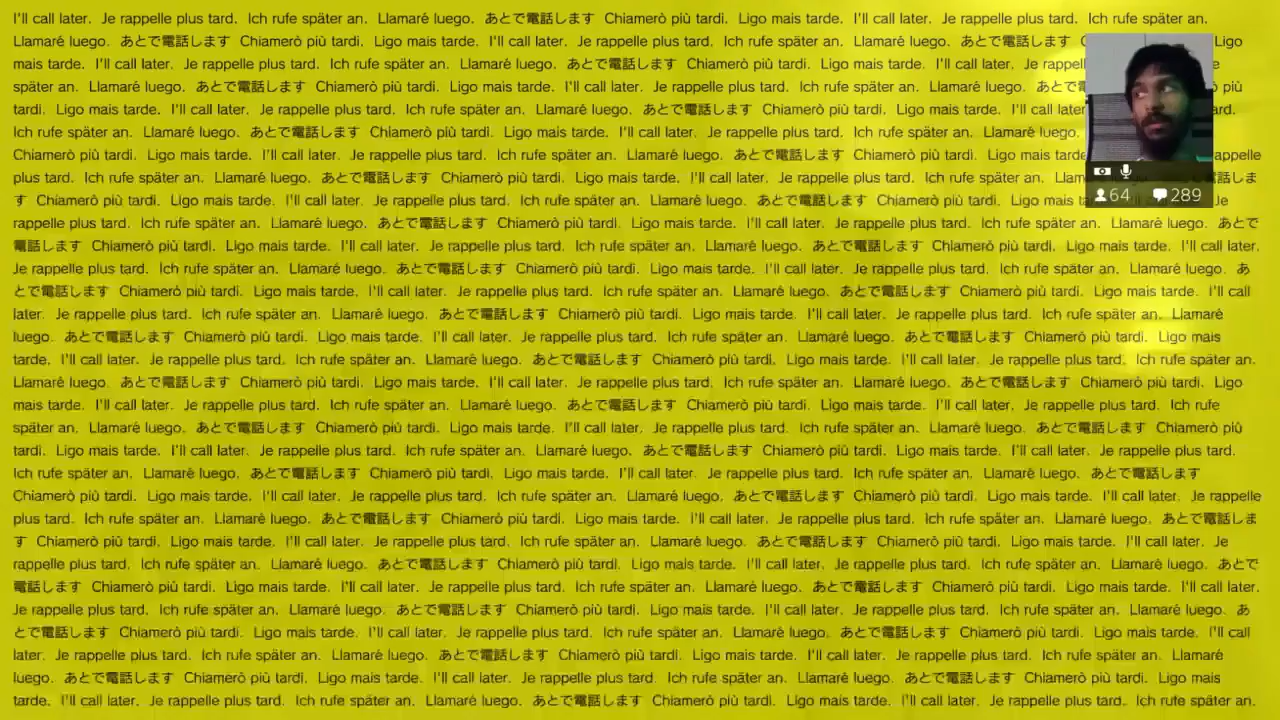 I'll call later. Je rappelle plus tard. Ich rufe später an. Llamaré luego. あとで電話します Chiamerò più tardi. Ligo mais tarde. I'll call later. Je rappelle plus tard. Ich rufe später an.
Llamaré luego. あとで電話します Chiamerò più tardi. Ligo mais tarde. I'll call later. Je rappelle plus tard. Ich rufe später an. Llamaré luego. あとで電話します Ligo
mais tarde. I'll call later. Je rappelle plus tard. Ich rufe später an. Llamaré luego. あとで電話します Chiamerò più tardi. Ligo mais tarde. I'll call later. Je
später an. Llamaré luego. あとで電話します Chiamerò più tardi. Ligo mais tarde. I'll call later. Je rappelle plus tard. Ich rufe später an. Llamaré luego. più
tardi. Ligo mais tarde. I'll call later. Je rappelle plus tard. Ich rufe später an. Llamaré luego. あとで電話します Chiamerò più tardi. Ligo mais tarde. I'll call
Ich rufe später an. Llamaré luego. あとで電話します Chiamerò più tardi. Ligo mais tarde. I'll call later. Je rappelle plus tard. Ich rufe später an. Llamaré luego.
Chiamerò più tardi. Ligo mais tarde. I'll call later. Je rappelle plus tard. Ich rufe später an. Llamaré luego. あとで電話します Chiamerò più tardi. Ligo mais
plus tard. Ich rufe später an. Llamaré luego. あとで電話します Chiamerò più tardi. Ligo mais tarde. I'll call later. Je rappelle plus tard. Ich rufe später an.
す Chiamerò più tardi. Ligo mais tarde. I'll call later. Je rappelle plus tard. Ich rufe später an. Llamaré luego. あとで電話します Chiamerò più tardi. Ligo mais 64 289 Je
rappelle plus tard. Ich rufe später an. Llamaré luego. あとで電話します Chiamerò più tardi. Ligo mais tarde. I'll call later. Je rappelle plus tard. Ich rufe später an. Llamaré luego. あとで
電話します Chiamerò più tardi. Ligo mais tarde. I'll call later. Je rappelle plus tard. Ich rufe später an. Llamaré luego. あとで電話します Chiamerò più tardi. Ligo mais tarde. I'll call later.
Je rappelle plus tard. Ich rufe später an. Llamaré luego. あとで電話します Chiamerò più tardi. Ligo mais tarde. I'll call later. Je rappelle plus tard. Ich rufe später an. Llamaré luego. あ
とで電話します Chiamerò più tardi. Ligo mais tarde. I'll call later. Je rappelle plus tard. Ich rufe später an. Llamaré luego. あとで電話します Chiamerò più tardi. Ligo mais tarde. I'll call
later. Je rappelle plus tard. Ich rufe später an. Llamaré luego. あとで電話します Chiamerò più tardi. Ligo mais tarde. I'll call later. Je rappelle plus tard. Ich rufe später an. Llamaré
luego. あとで電話します Chiamerò più tardi. Ligo mais tarde. I'll call later. Je rappelle plus tard. Ich rufe später an. Llamaré luego. あとで電話します Chiamerò più tardi. Ligo mais
tarde. I'll call later. Je rappelle plus tard. Ich rufe später an. Llamaré luego. あとで電話します Chiamerò più tardi. Ligo mais tarde. I'll call later. Je rappelle plus tard. Ich rufe später an.
Llamaré luego. あとで電話します Chiamerò più tardi. Ligo mais tarde. I'll call later. Je rappelle plus tard. Ich rufe später an. Llamaré luego. あとで電話します Chiamerò più tardi. Ligo
mais tarde. I'll call later. Je rappelle plus tard. Ich rufe später an. Llamaré luego. あとで電話します Chiamerò più tardi. Ligo mais tarde. I'll call later. Je rappelle plus tard. Ich rufe
später an. Llamaré luego. あとで電話します Chiamerò più tardi. Ligo mais tarde. I'll call later. Je rappelle plus tard. Ich rufe später an. Llamaré luego. あとで電話します Chiamerò più
tardi. Ligo mais tarde. I'll call later. Je rappelle plus tard. Ich rufe später an. Llamaré luego. あとで電話します Chiamerò più tardi. Ligo mais tarde. I'll call later. Je rappelle plus tard.
Ich rufe später an. Llamaré luego. あとで電話します Chiamerò più tardi. Ligo mais tarde. I'll call later. Je rappelle plus tard. Ich rufe später an. Llamaré luego. あとで電話します
Chiamerò più tardi. Ligo mais tarde. I'll call later. Je rappelle plus tard. Ich rufe später an. Llamaré luego. あとで電話します Chiamerò più tardi. Ligo mais tarde. I'll call later. Je rappelle
plus tard. Ich rufe später an. Llamaré luego. あとで電話します Chiamerò più tardi. Ligo mais tarde. I'll call later. Je rappelle plus tard. Ich rufe später an. Llamaré luego. あとで電話しま
す Chiamerò più tardi. Ligo mais tarde. I'll call later. Je rappelle plus tard. Ich rufe später an. Llamaré luego. あとで電話します Chiamerò più tardi. Ligo mais tarde. I'll call later. Je
rappelle plus tard. Ich rufe später an. Llamaré luego. あとで電話します Chiamerò più tardi. Ligo mais tarde. I'll call later. Je rappelle plus tard. Ich rufe später an. Llamaré luego. あとで
電話します Chiamerò più tardi. Ligo mais tarde. I'll call later. Je rappelle plus tard. Ich rufe später an. Llamaré luego. あとで電話します Chiamerò più tardi. Ligo mais tarde. I'll call later.
Je rappelle plus tard. Ich rufe später an. Llamaré luego. あとで電話します Chiamerò più tardi. Ligo mais tarde. I'll call later. Je rappelle plus tard. Ich rufe später an. Llamaré luego. あ
とで電話します Chiamerò più tardi. Ligo mais tarde. I'll call later. Je rappelle plus tard. Ich rufe später an. Llamaré luego. あとで電話します Chiamerò più tardi. Ligo mais tarde. I'll call
later. Je rappelle plus tard. Ich rufe später an. Llamaré luego. あとで電話します Chiamerò più tardi. Ligo mais tarde. I'll call later. Je rappelle plus tard. Ich rufe später an. Llamaré
luego. あとで電話します Chiamerò più tardi. Ligo mais tarde. I'll call later. Je rappelle plus tard. Ich rufe später an. Llamaré luego. あとで電話します Chiamerò più tardi. Ligo mais
tarde. I'll call later. Je rappelle plus tard. Ich rufe später an. Llamaré luego. あとで電話します Chiamerò più tardi. Ligo mais tarde. I'll call later. Je rappelle plus tard. Ich rufe später an.